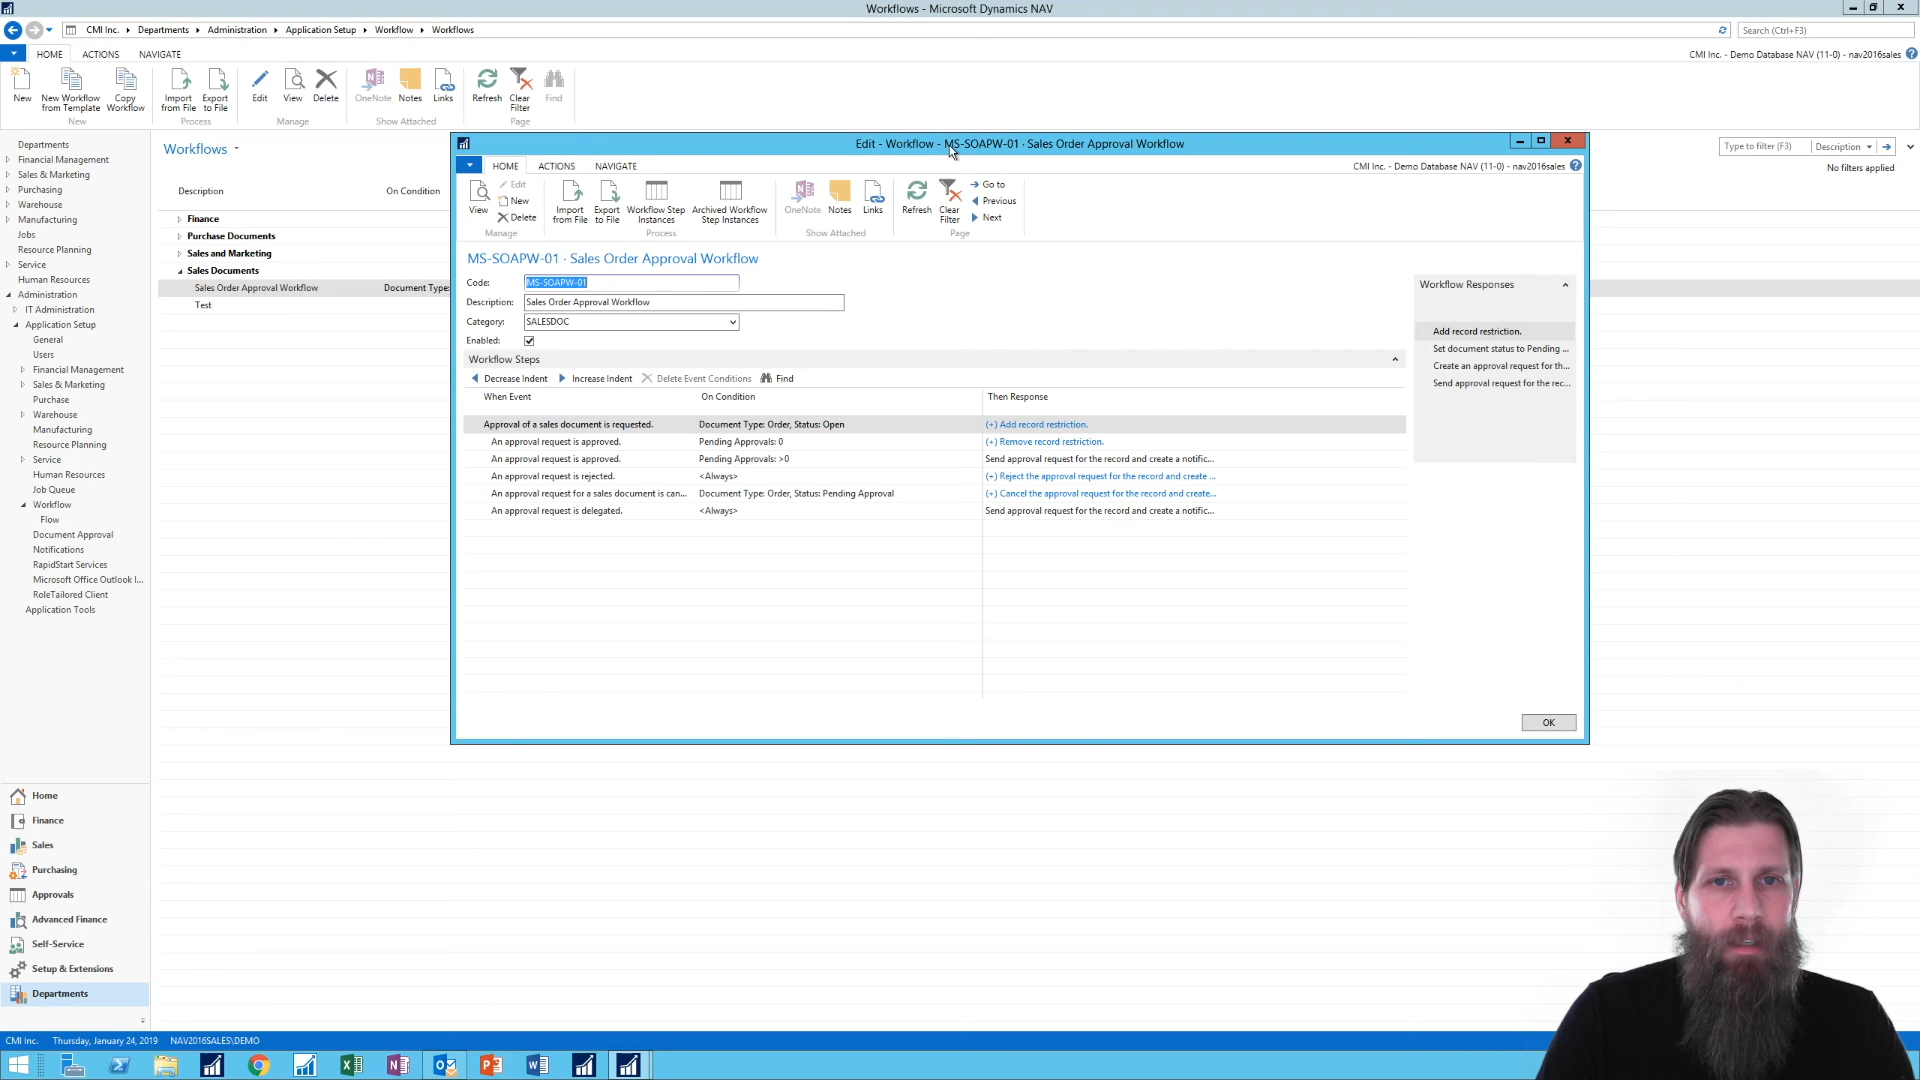 Workflows - Microsoft Dynamics NAV
CMI Inc. Departments Administration Application Setup Workflow Workflows
Search (Ctrl+F3)
HOME ACTIONS NAVIGATE
CMI Inc. - Demo Database NAV (11-0) - nav2016sales
New
New Workflow from Template
Copy Workflow
Import from File
Export to File
Edit
View
Delete
OneNote
Notes
Links
Refresh
Clear Filter
Find
New Process Manage Show Attached Page
Departments
Financial Management
Sales & Marketing
Purchasing
Warehouse
Manufacturing
Jobs
Resource Planning
Service
Human Resources
Administration
IT Administration
Application Setup
General
Users
Financial Management
Sales & Marketing
Purchase
Warehouse
Manufacturing
Resource Planning
Service
Human Resources
Job Queue
Workflow
Flow
Document Approval
Notifications
RapidStart Services
Microsoft Office Outlook I...
RoleTailored Client
Application Tools
Home
Finance
Sales
Purchasing
Approvals
Advanced Finance
Self-Service
Setup & Extensions
Departments
Workflows
Type to filter (F3) Description
No filters applied
Description On Condition
Finance
Purchase Documents
Sales and Marketing
Sales Documents
Sales Order Approval Workflow Document Type:
Test
Edit - Workflow - MS-SOAPW-01 · Sales Order Approval Workflow
HOME ACTIONS NAVIGATE
CMI Inc. - Demo Database NAV (11-0) - nav2016sales
View
Edit
New
Delete
Import from File
Export to File
Workflow Step Instances
Archived Workflow Step Instances
OneNote
Notes
Links
Refresh
Clear Filter
Go to
Previous
Next
Manage Process Show Attached Page
MS-SOAPW-01 · Sales Order Approval Workflow
Code: MS-SOAPW-01
Description: Sales Order Approval Workflow
Category: SALESDOC
Enabled:
Workflow Steps
Decrease Indent Increase Indent Delete Event Conditions Find
When Event On Condition Then Response
Approval of a sales document is requested. Document Type: Order, Status: Open (+) Add record restriction.
An approval request is approved. Pending Approvals: 0 (+) Remove record restriction.
An approval request is approved. Pending Approvals: >0 Send approval request for the record and create a notific...
An approval request is rejected. <Always> (+) Reject the approval request for the record and create ...
An approval request for a sales document is can... Document Type: Order, Status: Pending Approval (+) Cancel the approval request for the record and create...
An approval request is delegated. <Always> Send approval request for the record and create a notific...
Workflow Responses
Add record restriction.
Set document status to Pending ...
Create an approval request for th...
Send approval request for the rec...
OK
CMI Inc. Thursday, January 24, 2019 NAV2016SALES\DEMO